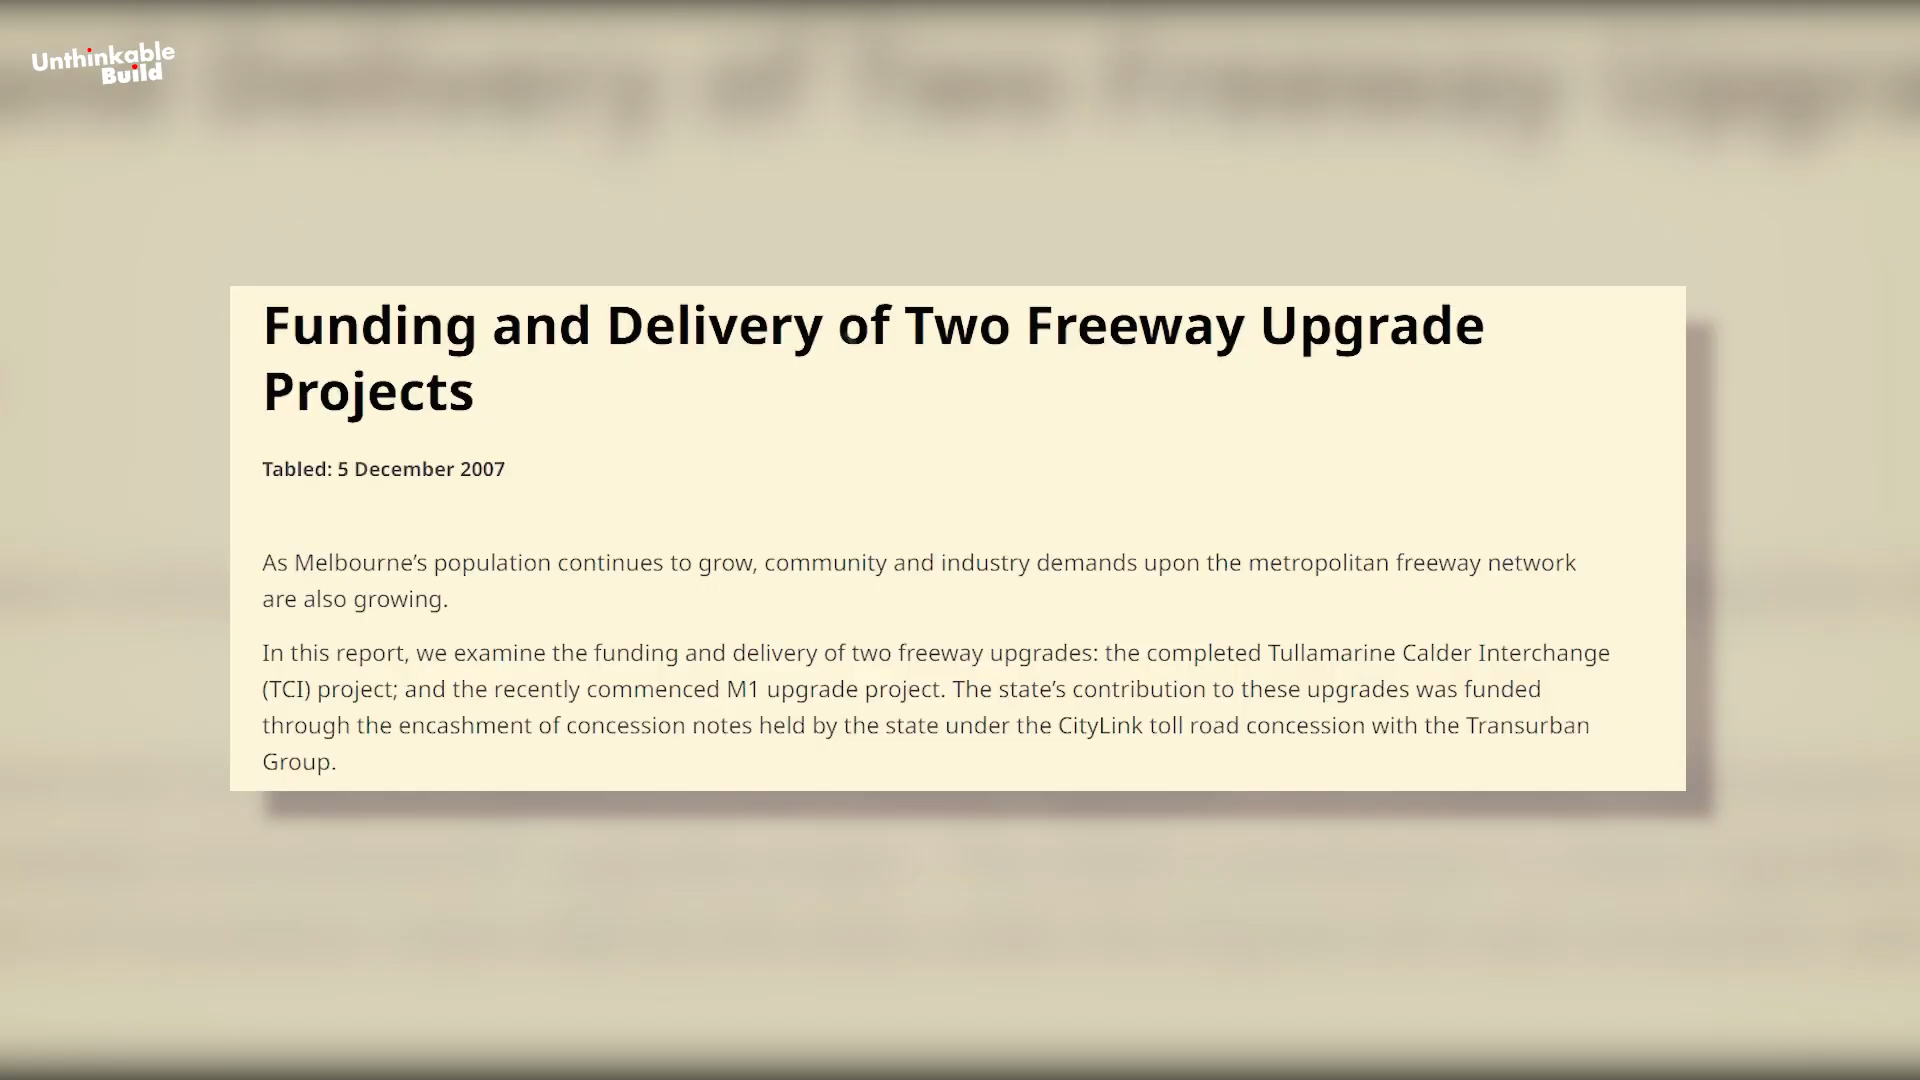 Unthinkable
Build
Funding and Delivery of Two Freeway Upgrade
Projects
Tabled: 5 December 2007
As Melbourne’s population continues to grow, community and industry demands upon the metropolitan freeway network
are also growing.
In this report, we examine the funding and delivery of two freeway upgrades: the completed Tullamarine Calder Interchange
(TCI) project; and the recently commenced M1 upgrade project. The state’s contribution to these upgrades was funded
through the encashment of concession notes held by the state under the CityLink toll road concession with the Transurban
Group.